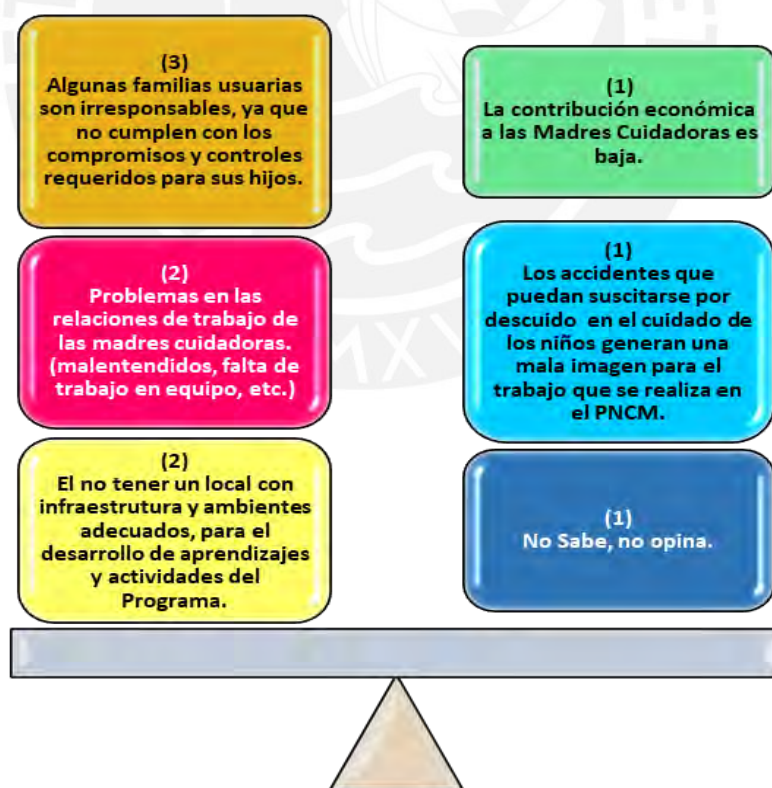 (3)
Algunas familias usuarias
son irresponsables, ya que
no cumplen con los
compromisos y controles
requeridos para sus hijos.
(2)
Problemas en las
relaciones de trabajo de
las madres cuidadoras.
(malentendidos, falta de
trabajo en equipo, etc.)
(2)
El no tener un local con
infraestrutura y ambientes
adecuados, para el
desarrollo de aprendizajes
y actividades del
Programa.
(1)
La contribución económica
a las Madres Cuidadoras es
baja.
(1)
Los accidentes que
puedan suscitarse por
descuido en el cuidado de
los niños generan una
mala imagen para el
trabajo que se realiza en
el PNCM.
(1)
No Sabe, no opina.